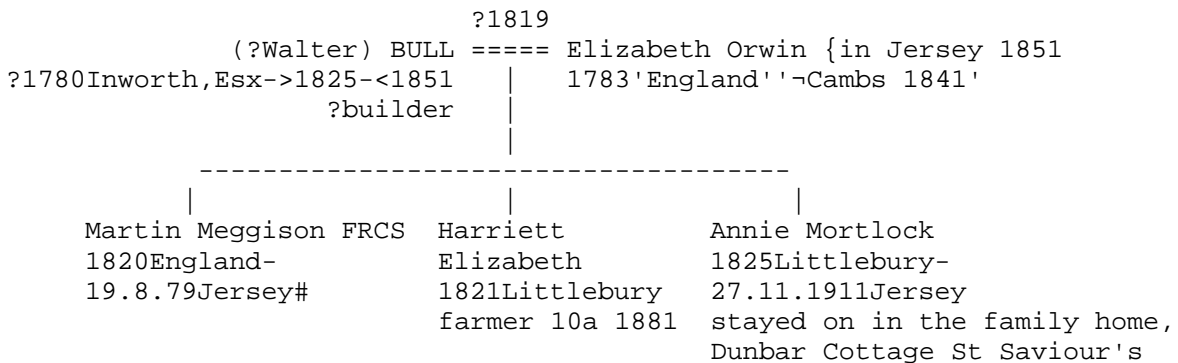 ?1819
(?Walter) BULL ===== Elizabeth Orwin {in Jersey 1851
?1780Inworth,Esx->1825-<1851 | 1783'England''¬Cambs 1841'
?builder |
|
-------------------------------------
| | |
Martin Meggison FRCS Harriett Annie Mortlock
1820England- Elizabeth 1825Littlebury-
19.8.79Jersey# 1821Littlebury 27.11.1911Jersey
farmer 10a 1881 stayed on in the family home,
Dunbar Cottage St Saviour's